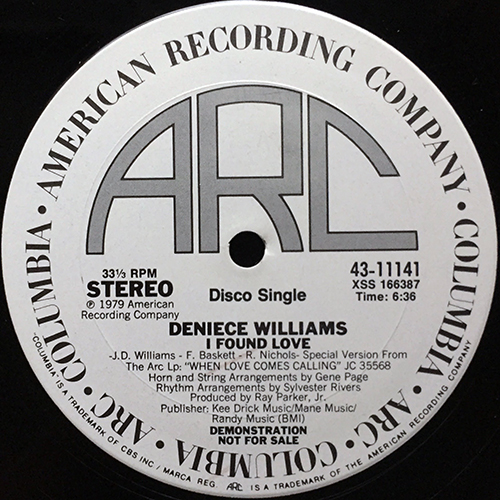 COLUMBIA • AMERICAN RECORDING COMPANY • COLUMBIA • ARC • COLUMBIA • ARC •
ARC
33⅓ RPM
STEREO
℗ 1979 American
Recording Company
Disco Single
43-11141
XSS 166387
Time: 6:36
DENIECE WILLIAMS
I FOUND LOVE
-J.D. Williams - F. Baskett - R. Nichols- Special Version From
The Arc Lp: "WHEN LOVE COMES CALLING" JC 35568
Horn and String Arrangements by Gene Page
Rhythm Arrangements by Sylvester Rivers
Produced by Ray Parker, Jr.
Publisher: Kee Drick Music/Mane Music/
Randy Music (BMI)
DEMONSTRATION
NOT FOR SALE
"COLUMBIA" IS A TRADEMARK OF CBS INC / MARCA REG. ARC IS A TRADEMARK OF THE AMERICAN RECORDING COMPANY